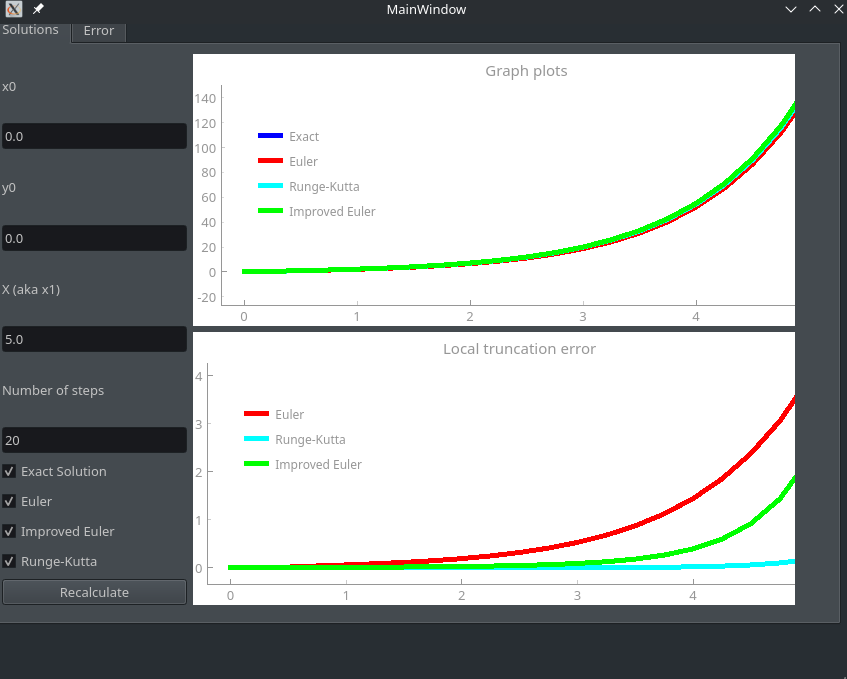 MainWindow
Solutions
Error
x0
0.0
y0
0.0
X (aka x1)
5.0
Number of steps
20
Exact Solution
Euler
Improved Euler
Runge-Kutta
Recalculate
Graph plots
140
120
100
80
60
40
20
0
-20
Exact
Euler
Runge-Kutta
Improved Euler
0 1 2 3 4
Local truncation error
4
3
2
1
0
Euler
Runge-Kutta
Improved Euler
0 1 2 3 4